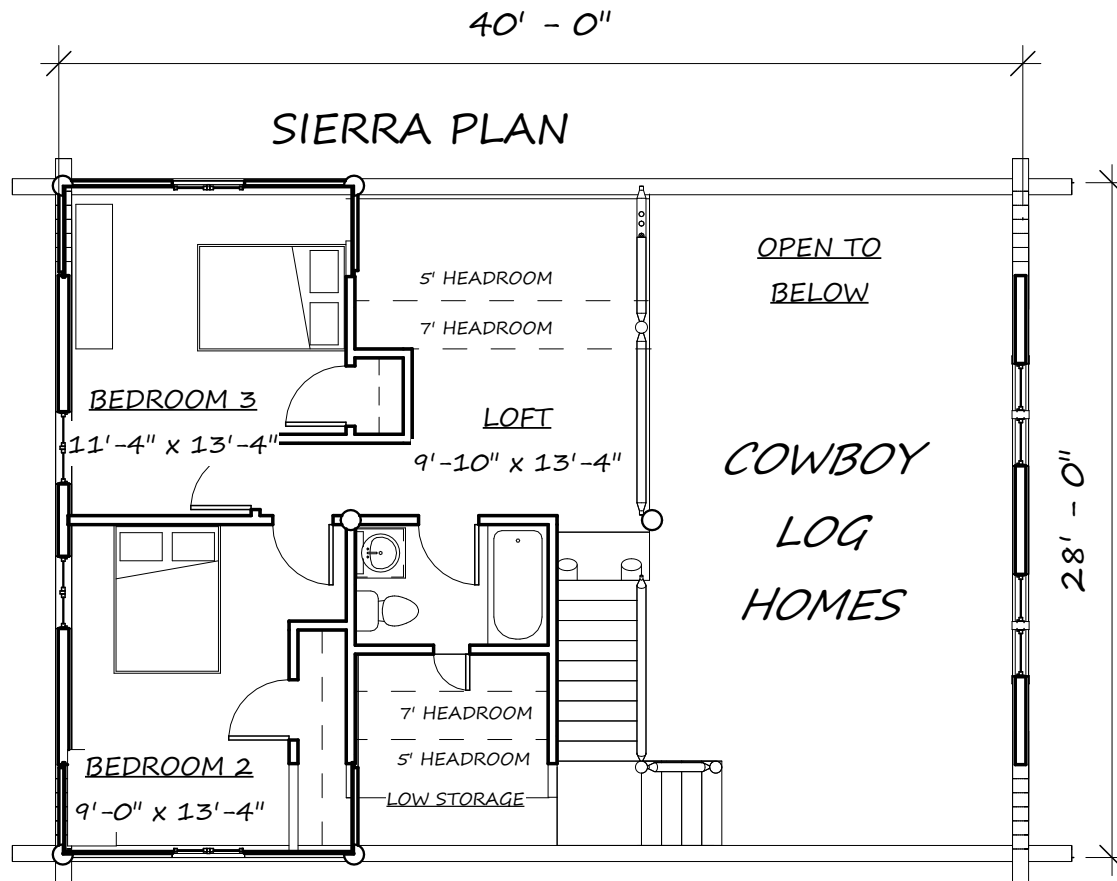 40' - 0"
SIERRA PLAN
OPEN TO
BELOW
5' HEADROOM
7' HEADROOM
BEDROOM 3
11'-4" x 13'-4"
LOFT
9'-10" x 13'-4"
COWBOY
LOG
HOMES
28' - 0"
7' HEADROOM
5' HEADROOM
LOW STORAGE
BEDROOM 2
9'-0" x 13'-4"